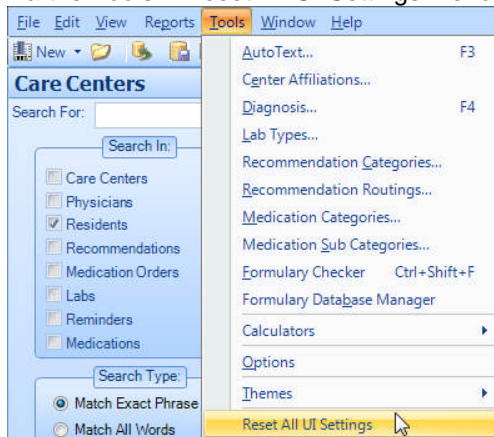 File Edit View Reports Tools Window Help
New
Care Centers
Search For:
Search In:
Care Centers
Physicians
Residents
Recommendations
Medication Orders
Labs
Reminders
Medications
Search Type:
Match Exact Phrase
Match All Words
AutoText... F3
Center Affiliations...
Diagnosis... F4
Lab Types...
Recommendation Categories...
Recommendation Routings...
Medication Categories...
Medication Sub Categories...
Formulary Checker Ctrl+Shift+F
Formulary Database Manager
Calculators
Options
Themes
Reset All UI Settings